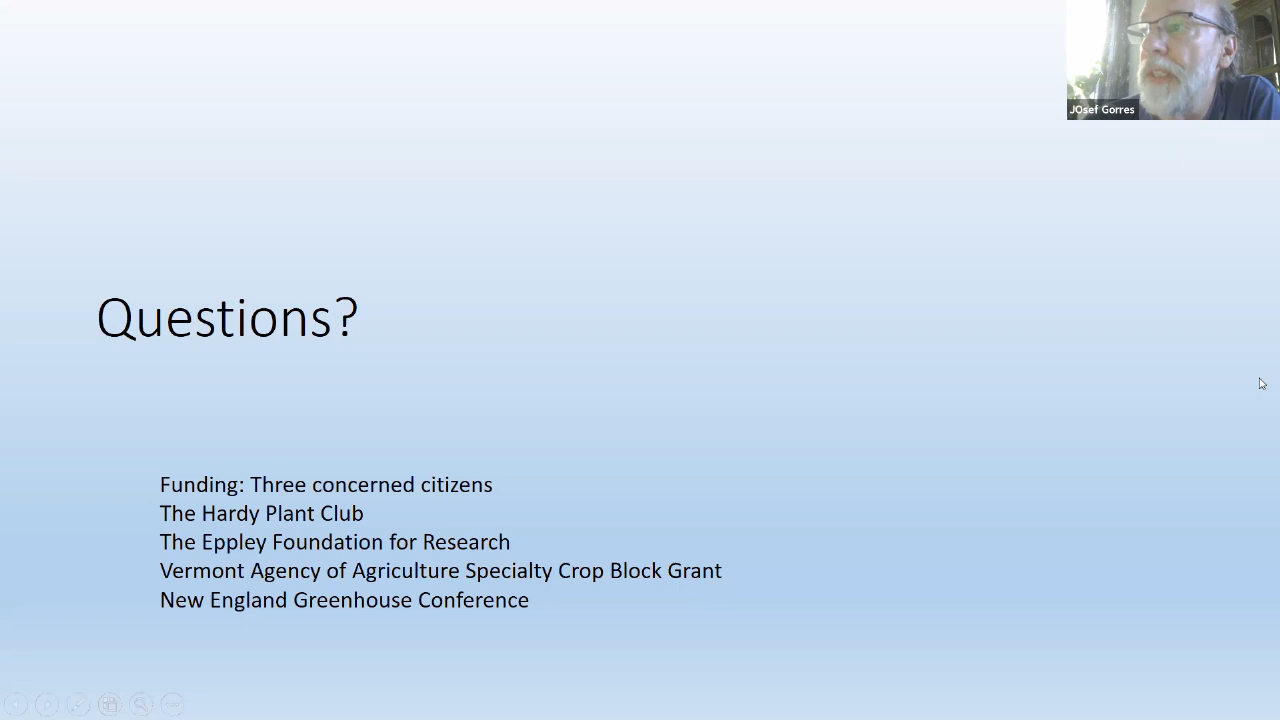 JOsef Gorres
Questions?
Funding: Three concerned citizens
The Hardy Plant Club
The Eppley Foundation for Research
Vermont Agency of Agriculture Specialty Crop Block Grant
New England Greenhouse Conference